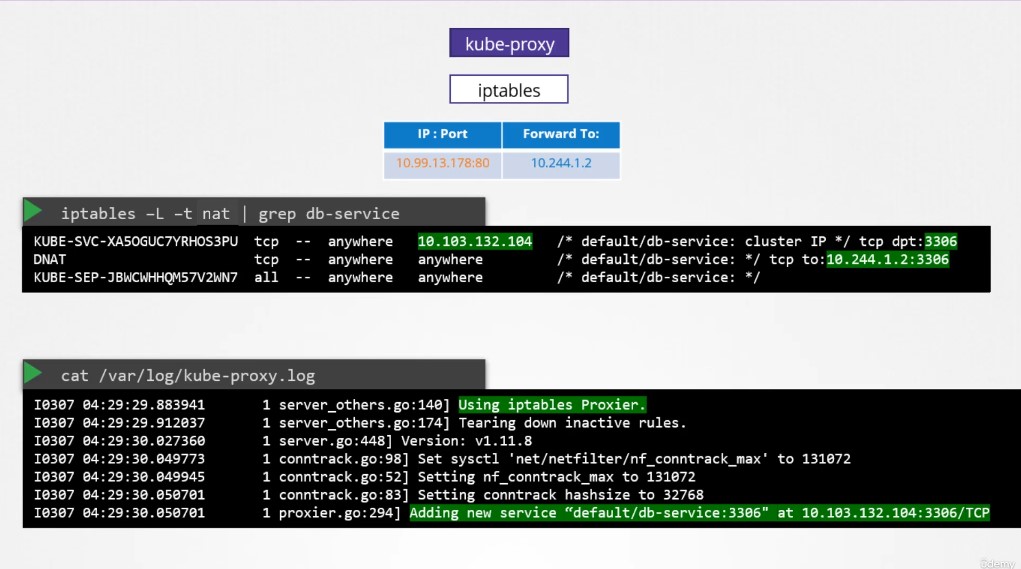 kube-proxy
iptables
IP : Port Forward To:
10.99.13.178:80 10.244.1.2
iptables –L –t nat | grep db-service
KUBE-SVC-XA5OGUC7YRHOS3PU tcp -- anywhere 10.103.132.104 /* default/db-service: cluster IP */ tcp dpt:3306
DNAT tcp -- anywhere anywhere /* default/db-service: */ tcp to:10.244.1.2:3306
KUBE-SEP-JBWCWHHQM57V2WN7 all -- anywhere anywhere /* default/db-service: */
cat /var/log/kube-proxy.log
I0307 04:29:29.883941 1 server_others.go:140] Using iptables Proxier.
I0307 04:29:29.912037 1 server_others.go:174] Tearing down inactive rules.
I0307 04:29:30.027360 1 server.go:448] Version: v1.11.8
I0307 04:29:30.049773 1 conntrack.go:98] Set sysctl 'net/netfilter/nf_conntrack_max' to 131072
I0307 04:29:30.049945 1 conntrack.go:52] Setting nf_conntrack_max to 131072
I0307 04:29:30.050701 1 conntrack.go:83] Setting conntrack hashsize to 32768
I0307 04:29:30.050701 1 proxier.go:294] Adding new service “default/db-service:3306" at 10.103.132.104:3306/TCP
Udemy